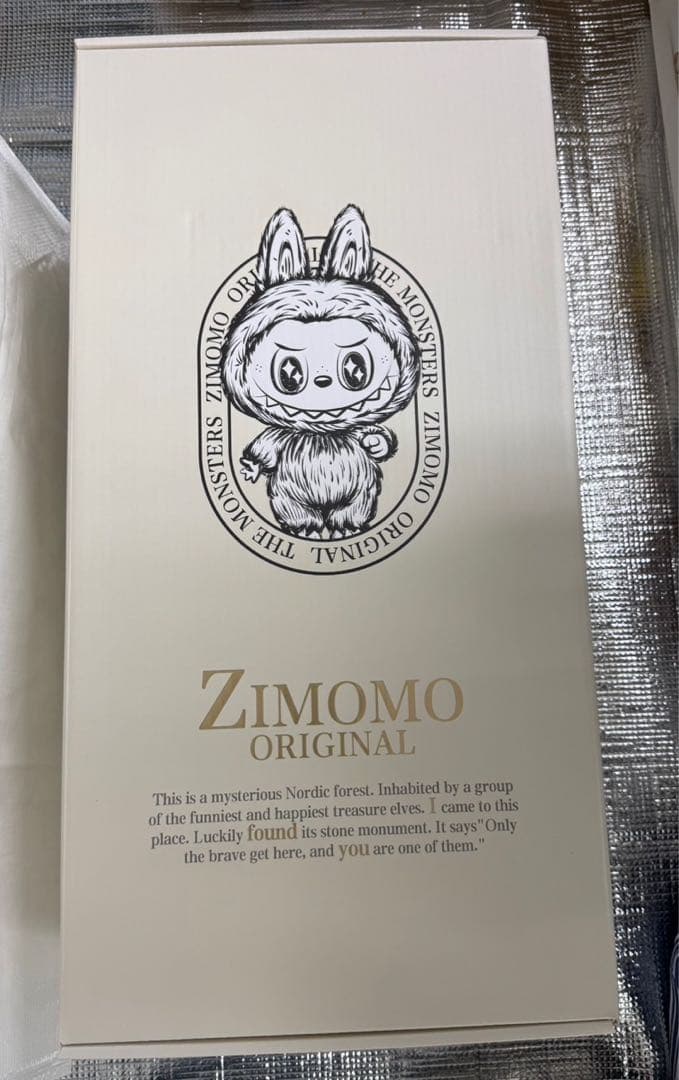 ZIMOMO ORI
THE MONSTERS ZIMOMO ORIGINAL THE MONSTERS
ZIMOMO
ORIGINAL
This is a mysterious Nordic forest. Inhabited by a group
of the funniest and happiest treasure elves. I came to this
place. Luckily found its stone monument. It says"Only
the brave get here, and you are one of them."